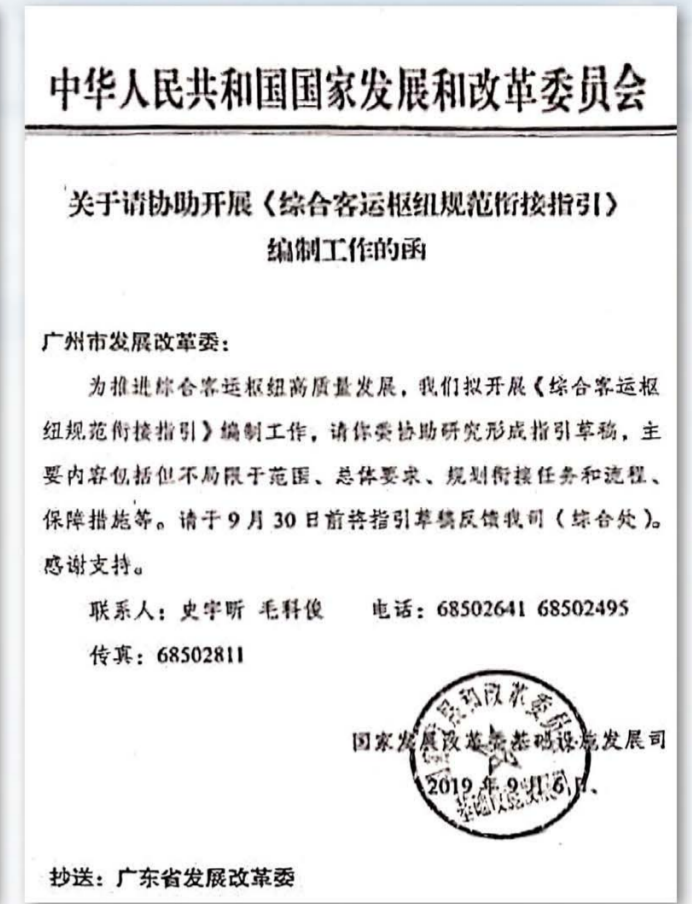 中华人民共和国国家发展和改革委员会
关于请协助开展《综合客运枢纽规范衔接指引》
编制工作的函
广州市发展改革委：
为推进综合客运枢纽高质量发展，我们拟开展《综合客运枢
纽规范衔接指引》编制工作，请你委协助研究形成指引草稿，主
要内容包括但不局限于范围、总体要求、规划衔接任务和流程、
保障措施等。请于9月30日前将指引草稿反馈我司（综合处）。
感谢支持。
联系人：史宇昕 毛科俊 电话：68502641 68502495
传真：68502811
国家发展改革委基础设施发展司
2019年9月6日
抄送：广东省发展改革委